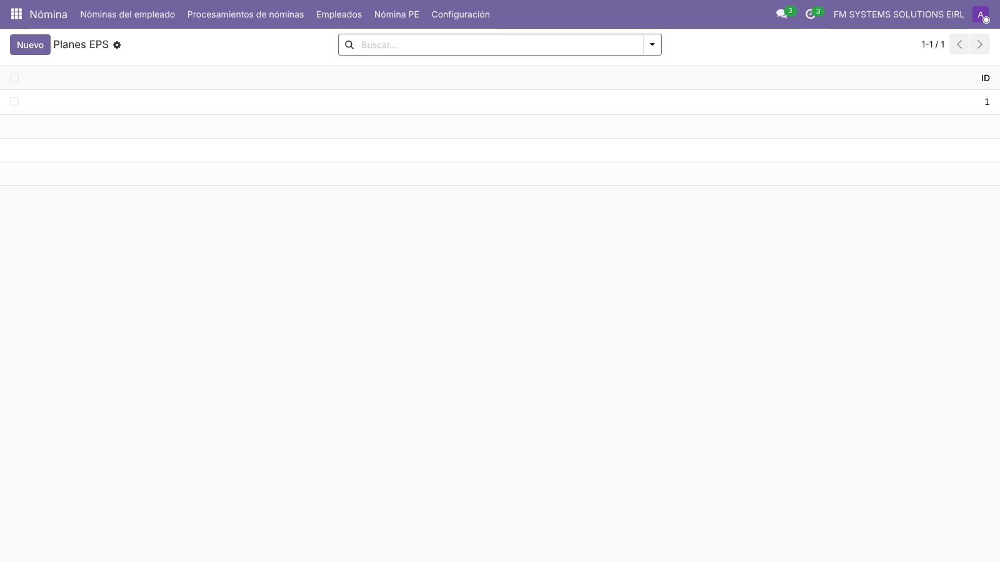 Nómina Nóminas del empleado Procesamientos de nóminas Empleados Nómina PE Configuración 3 3 FM SYSTEMS SOLUTIONS EIRL A
Nuevo Planes EPS Buscar... 1-1 / 1
ID
1